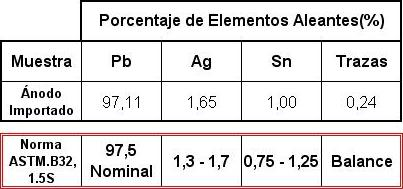 Porcentaje de Elementos Aleantes(%)
Muestra Pb Ag Sn Trazas
Ánodo Importado 97,11 1,65 1,00 0,24
Norma ASTM.B32, 1.5S 97,5 Nominal 1,3 - 1,7 0,75 - 1,25 Balance